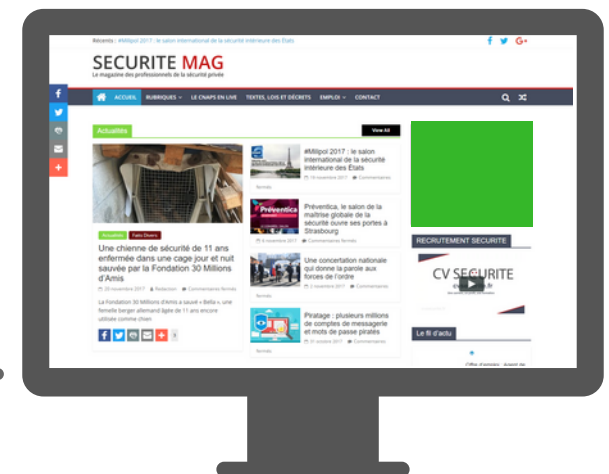 Récents : #Milipol 2017 : le salon international de la sécurité intérieure des États
SECURITE MAG
Le magazine des professionnels de la sécurité privée
ACCUEIL RUBRIQUES LE CNAPS EN LIVE TEXTES, LOIS ET DÉCRETS EMPLOI CONTACT
Actualités
View All
Actualités Faits Divers
Une chienne de sécurité de 11 ans
enfermée dans une cage jour et nuit
sauvée par la Fondation 30 Millions
d'Amis
20 novembre 2017 Redaction Commentaires fermés
La Fondation 30 Millions d'Amis a sauvé « Bella », une
femelle berger allemand âgée de 11 ans encore
utilisée comme chien
3
#Milipol 2017 : le salon
international de la sécurité
intérieure des États
18 novembre 2017 Commentaires
fermés
Préventica
Préventica, le salon de la
maîtrise globale de la
sécurité ouvre ses portes à
Strasbourg
6 novembre 2017 Commentaires fermés
Une concertation nationale
qui donne la parole aux
forces de l'ordre
2 novembre 2017 Commentaires
fermés
Piratage : plusieurs millions
de comptes de messagerie
et mots de passe piratés
31 octobre 2017 Commentaires
fermés
RECRUTEMENT SECURITE
CV SECURITE
Le fil d'actu